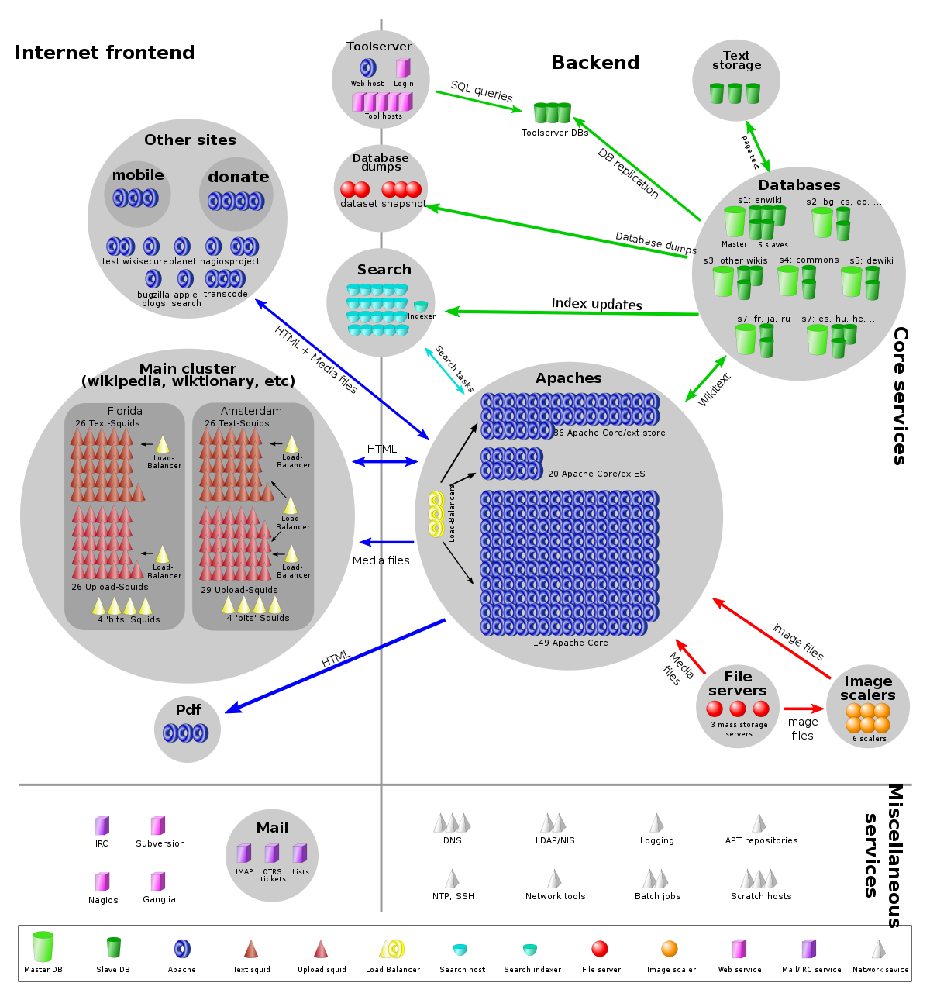 Internet frontend
Backend
Toolserver
Web host
Login
Tool hosts
SQL queries
Toolserver DBs
Text
storage
page text
DB replication
Other sites
mobile
donate
test.wiki
secure
planet
nagios
project
bugzilla
blogs
apple
search
transcode
Database
dumps
dataset
snapshot
Database dumps
Databases
s1: enwiki
Master
5 slaves
s2: bg, cs, eo, ...
s3: other wikis
s4: commons
s5: dewiki
s7: fr, ja, ru
s7: es, hu, he, ...
Search
Indexer
Index updates
Search tasks
HTML + Media files
Wikitext
Core services
Main cluster
(wikipedia, wiktionary, etc)
Florida
26 Text-Squids
Load-
Balancer
Load-
Balancer
26 Upload-Squids
4 'bits' Squids
Amsterdam
26 Text-Squids
Load-
Balancer
Load-
Balancer
Load-
Balancer
29 Upload-Squids
4 'bits' Squids
HTML
Media files
HTML
Apaches
36 Apache-Core/ext store
20 Apache-Core/ex-ES
Load-Balancers
149 Apache-Core
Pdf
Image files
Media
files
File
servers
3 mass storage
servers
Image
files
Image
scalers
6 scalers
Miscellaneous
services
IRC
Subversion
Nagios
Ganglia
Mail
IMAP
OTRS
tickets
Lists
DNS
LDAP/NIS
Logging
APT repositories
NTP, SSH
Network tools
Batch jobs
Scratch hosts
Master DB
Slave DB
Apache
Text squid
Upload squid
Load Balancer
Search host
Search indexer
File server
Image scaler
Web service
Mail/IRC service
Network sevice